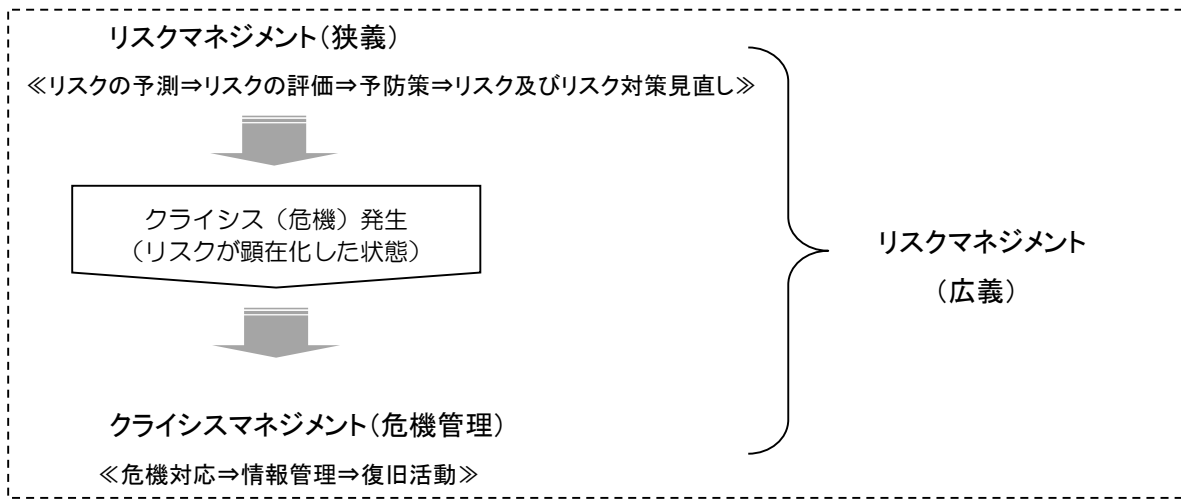 リスクマネジメント(狭義)
≪リスクの予測⇒リスクの評価⇒予防策⇒リスク及びリスク対策見直し≫
クライシス（危機）発生
（リスクが顕在化した状態）
リスクマネジメント
（広義）
クライシスマネジメント(危機管理)
≪危機対応⇒情報管理⇒復旧活動≫